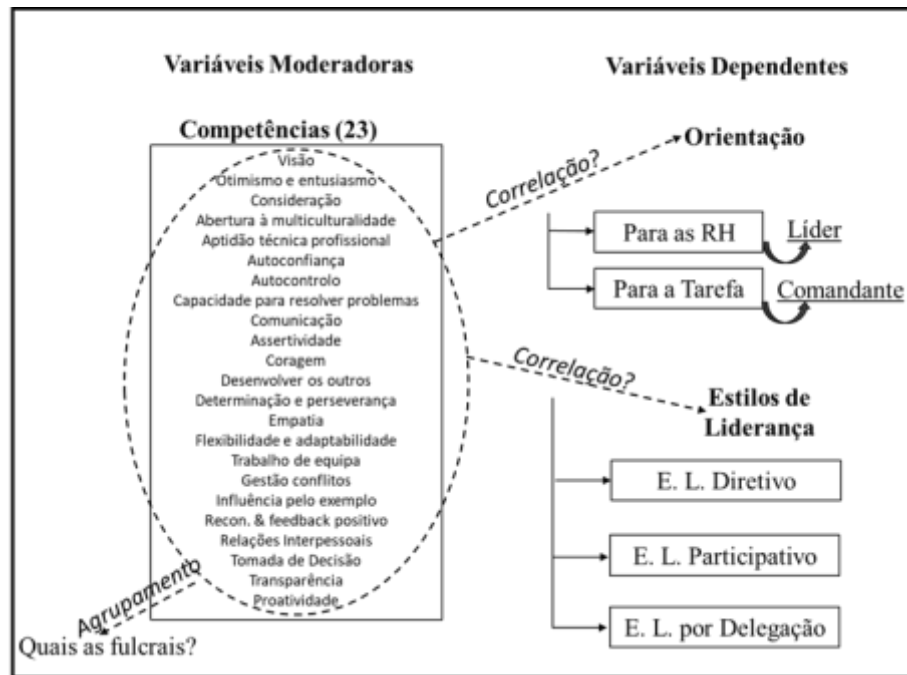 Variáveis Moderadoras
Competências (23)
Visão
Otimismo e entusiasmo
Consideração
Abertura à multiculturalidade
Aptidão técnica profissional
Autoconfiança
Autocontrolo
Capacidade para resolver problemas
Comunicação
Assertividade
Coragem
Desenvolver os outros
Determinação e perseverança
Empatia
Flexibilidade e adaptabilidade
Trabalho de equipa
Gestão conflitos
Influência pelo exemplo
Recon. & feedback positivo
Relações Interpessoais
Tomada de Decisão
Transparência
Proatividade
Agrupamento
Quais as fulcrais?
Variáveis Dependentes
Correlação?
Orientação
Para as RH
Líder
Para a Tarefa
Comandante
Correlação?
Estilos de
Liderança
E. L. Diretivo
E. L. Participativo
E. L. por Delegação